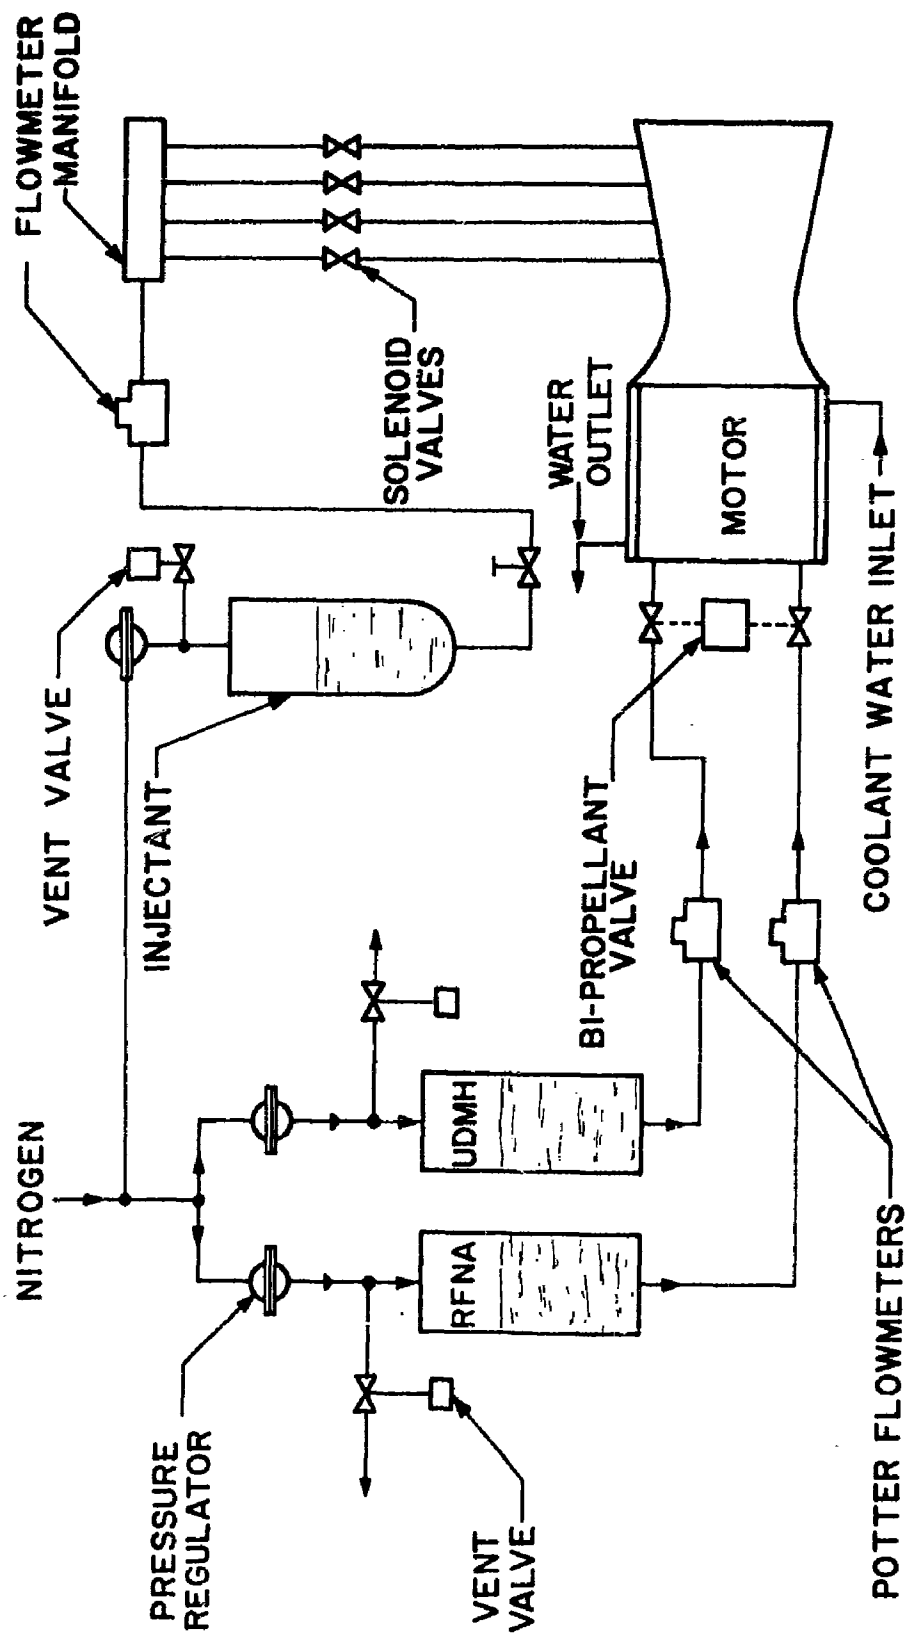 FLOWMETER
MANIFOLD
VENT VALVE
INJECTANT
NITROGEN
SOLENOID
VALVES
WATER
OUTLET
MOTOR
BI-PROPELLANT
VALVE
COOLANT WATER INLET
UDMH
RFNA
PRESSURE
REGULATOR
VENT
VALVE
POTTER FLOWMETERS